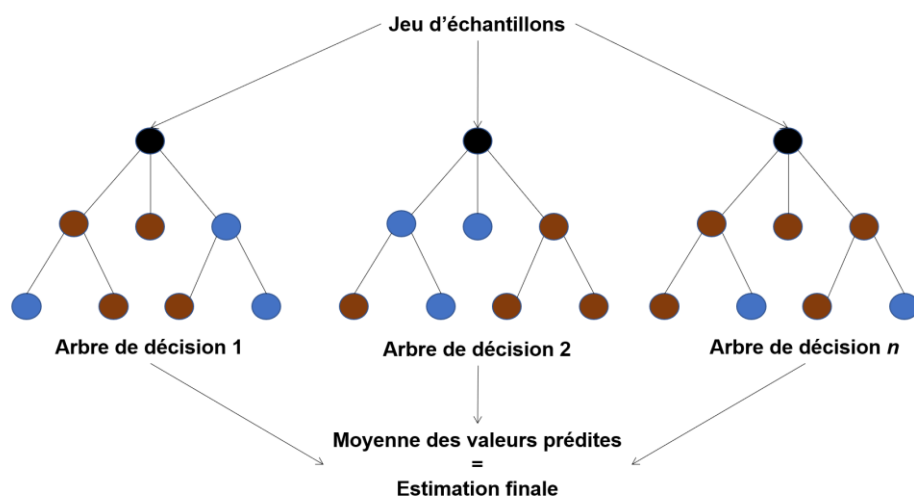 Jeu d’échantillons
Arbre de décision 1
Arbre de décision 2
Arbre de décision n
Moyenne des valeurs prédites
=
Estimation finale